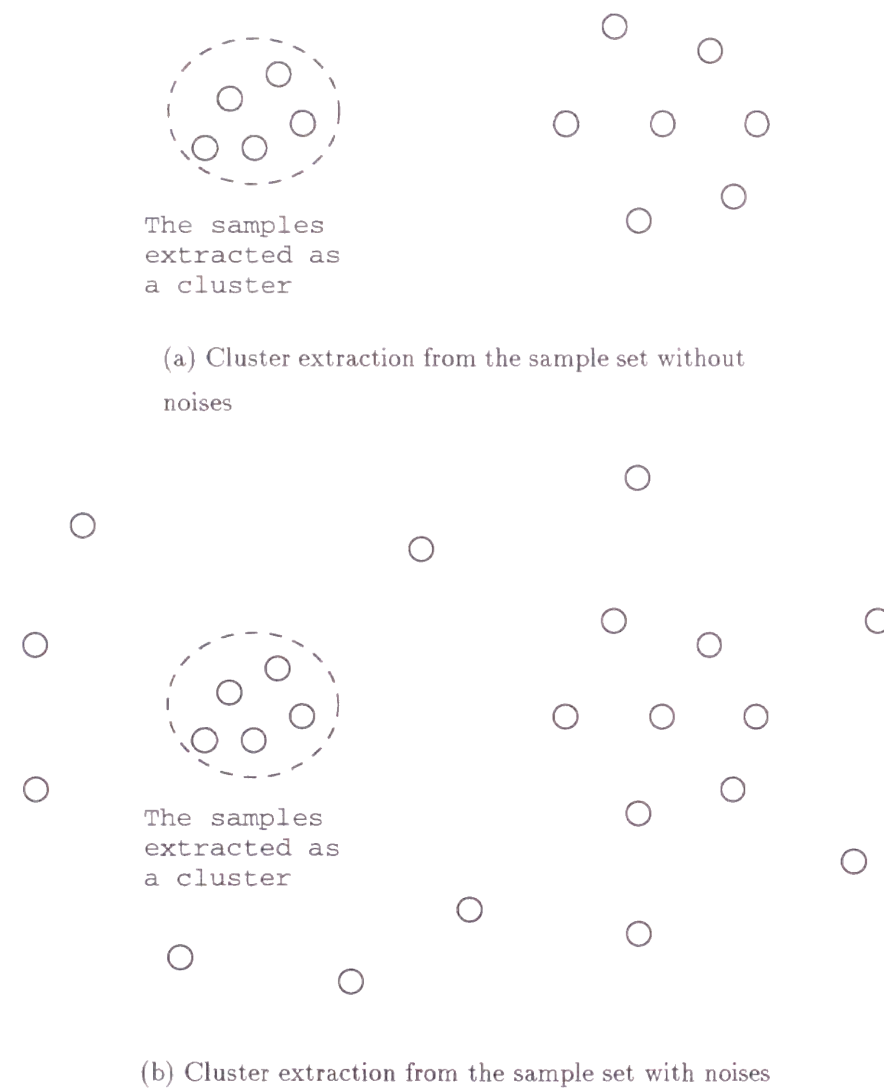 The samples
extracted as
a cluster
(a) Cluster extraction from the sample set without
noises
The samples
extracted as
a cluster
(b) Cluster extraction from the sample set with noises